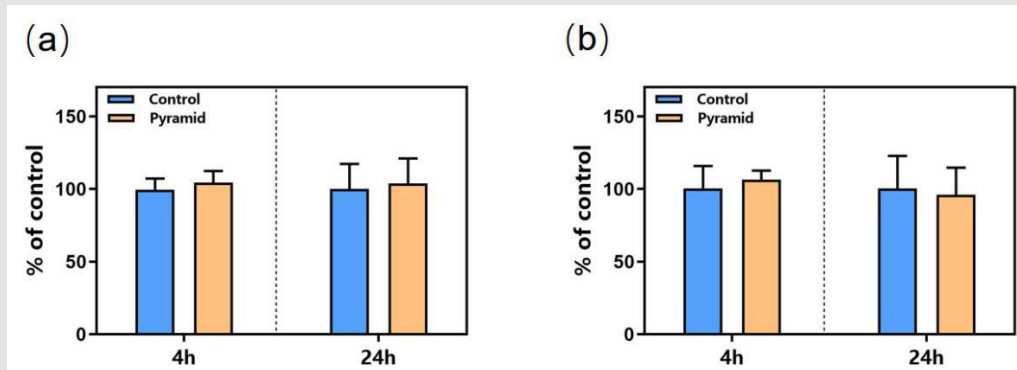 (a)
% of control
150
100
50
0
Control
Pyramid
4h
24h
(b)
% of control
150
100
50
0
Control
Pyramid
4h
24h